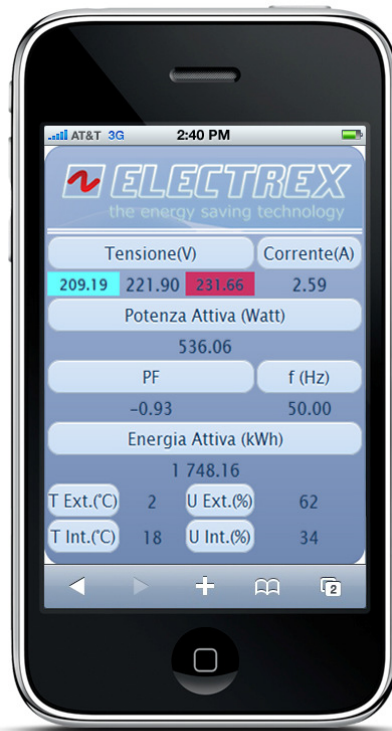 AT&T 3G 2:40 PM
ELECTREX
the energy saving technology
Tensione(V) Corrente(A)
209.19 221.90 231.66 2.59
Potenza Attiva (Watt)
536.06
PF f (Hz)
-0.93 50.00
Energia Attiva (kWh)
1 748.16
T Ext.(°C) 2 U Ext.(%) 62
T Int.(°C) 18 U Int.(%) 34
2